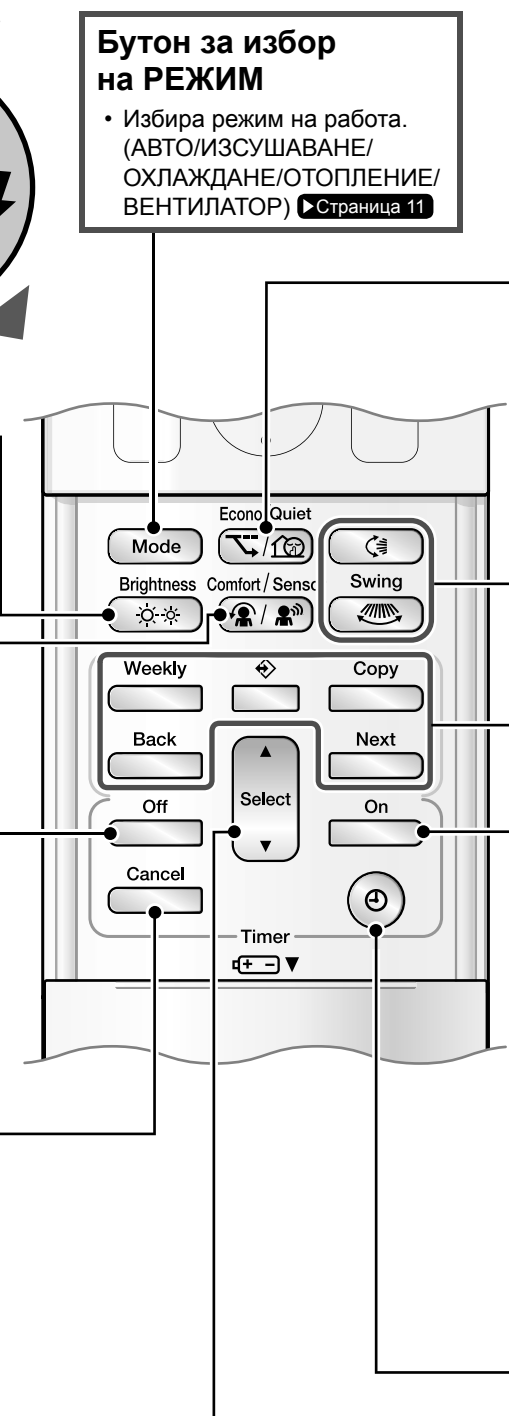 Бутон за избор
на РЕЖИМ
• Избира режим на работа.
(АВТО/ИЗСУШАВАНЕ/
ОХЛАЖДАНЕ/ОТОПЛЕНИЕ/
ВЕНТИЛАТОР) ▶Страница 11
Econo Quiet
Mode
Brightness Comfort / Senso
Swing
Weekly Copy
Back Next
Select
Off On
Cancel
Timer